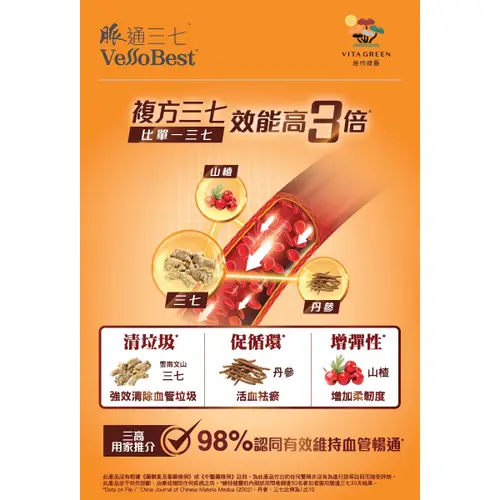 脈通三七
VessoBest®
VITA GREEN
維特健靈
複方三七
比單一三七
效能高3倍*
山楂
三七
丹參
清垃圾*
雲南文山
三七
強效清除血管垃圾
促循環*
丹參
活血祛瘀
增彈性*
山楂
增加柔韌度
三高
用家推介
98%認同有效維持血管暢通^